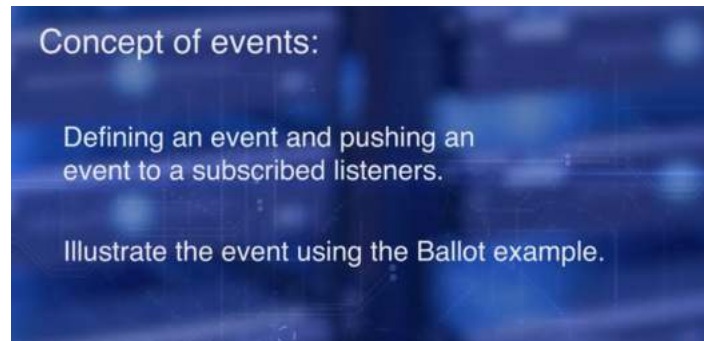 Concept of events:
Defining an event and pushing an
event to a subscribed listeners.
Illustrate the event using the Ballot example.